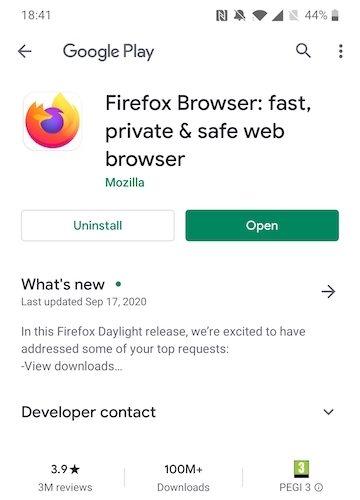 18:41
44%
Google Play
Firefox Browser: fast,
private & safe web
browser
Mozilla
Uninstall
Open
What's new
Last updated Sep 17, 2020
In this Firefox Daylight release, we're excited to have
addressed some of your top requests:
-View downloads…
Developer contact
3.9★
100M+
3
3M reviews
Downloads
PEGI 3